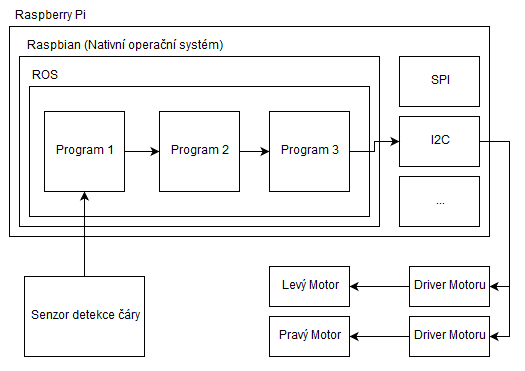 Raspberry Pi
Raspbian (Nativní operační systém)
ROS
SPI
Program 1
Program 2
Program 3
I2C
...
Senzor detekce čáry
Levý Motor
Driver Motoru
Pravý Motor
Driver Motoru